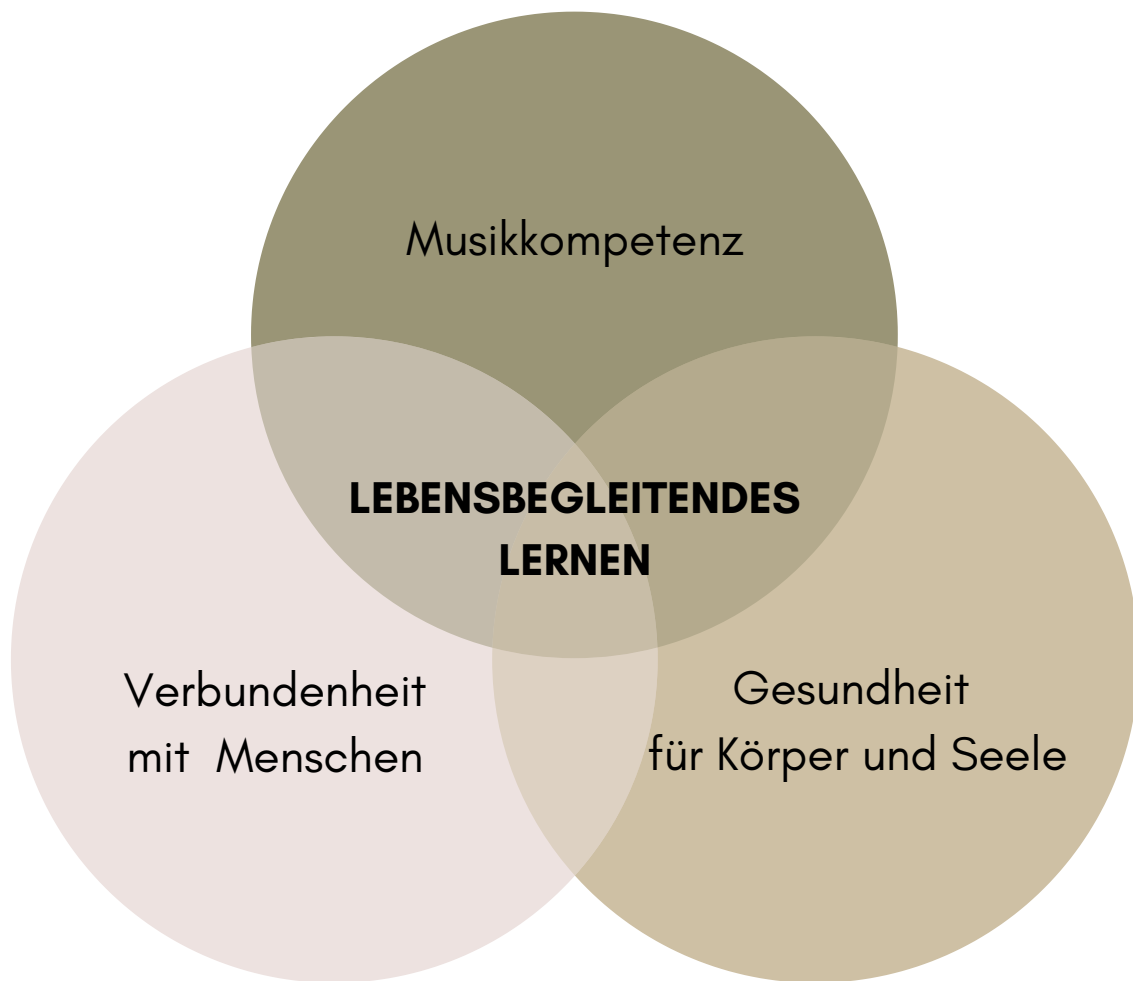 Musikkompetenz
LEBENSBEGLEITENDES
LERNEN
Verbundenheit
mit Menschen
Gesundheit
für Körper und Seele